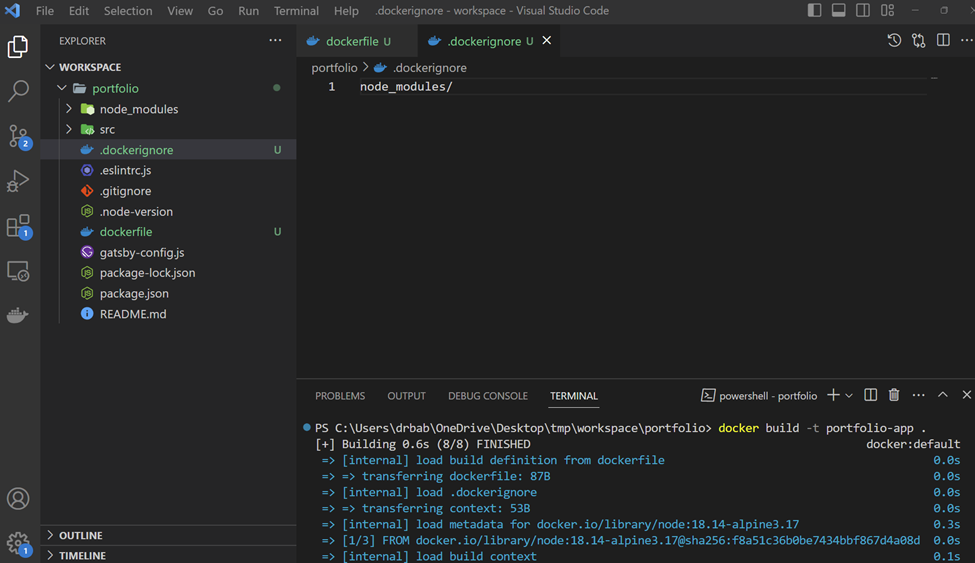 File Edit Selection View Go Run Terminal Help .dockerignore - workspace - Visual Studio Code
EXPLORER
WORKSPACE
portfolio
node_modules
src
.dockerignore U
.eslintrc.js
.gitignore
.node-version
dockerfile U
gatsby-config.js
package-lock.json
package.json
README.md
OUTLINE
TIMELINE
2
1
1
dockerfile U .dockerignore U
portfolio > .dockerignore
1 node_modules/
PROBLEMS OUTPUT DEBUG CONSOLE TERMINAL powershell - portfolio
PS C:\Users\drbab\OneDrive\Desktop\tmp\workspace\portfolio> docker build -t portfolio-app .
[+] Building 0.6s (8/8) FINISHED docker:default
=> [internal] load build definition from dockerfile 0.0s
=> => transferring dockerfile: 87B 0.0s
=> [internal] load .dockerignore 0.0s
=> => transferring context: 53B 0.0s
=> [internal] load metadata for docker.io/library/node:18.14-alpine3.17 0.3s
=> [1/3] FROM docker.io/library/node:18.14-alpine3.17@sha256:f8a51c36b0be7434bbf867d4a08d 0.0s
=> [internal] load build context 0.1s